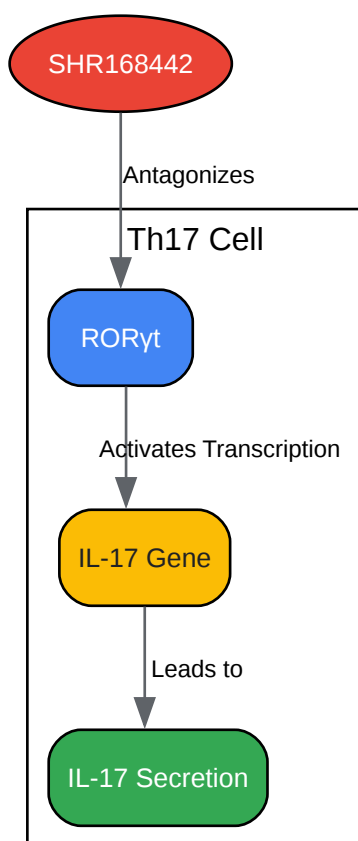 SHR168442
Antagonizes
Th17 Cell
RORγt
Activates Transcription
IL-17 Gene
Leads to
IL-17 Secretion